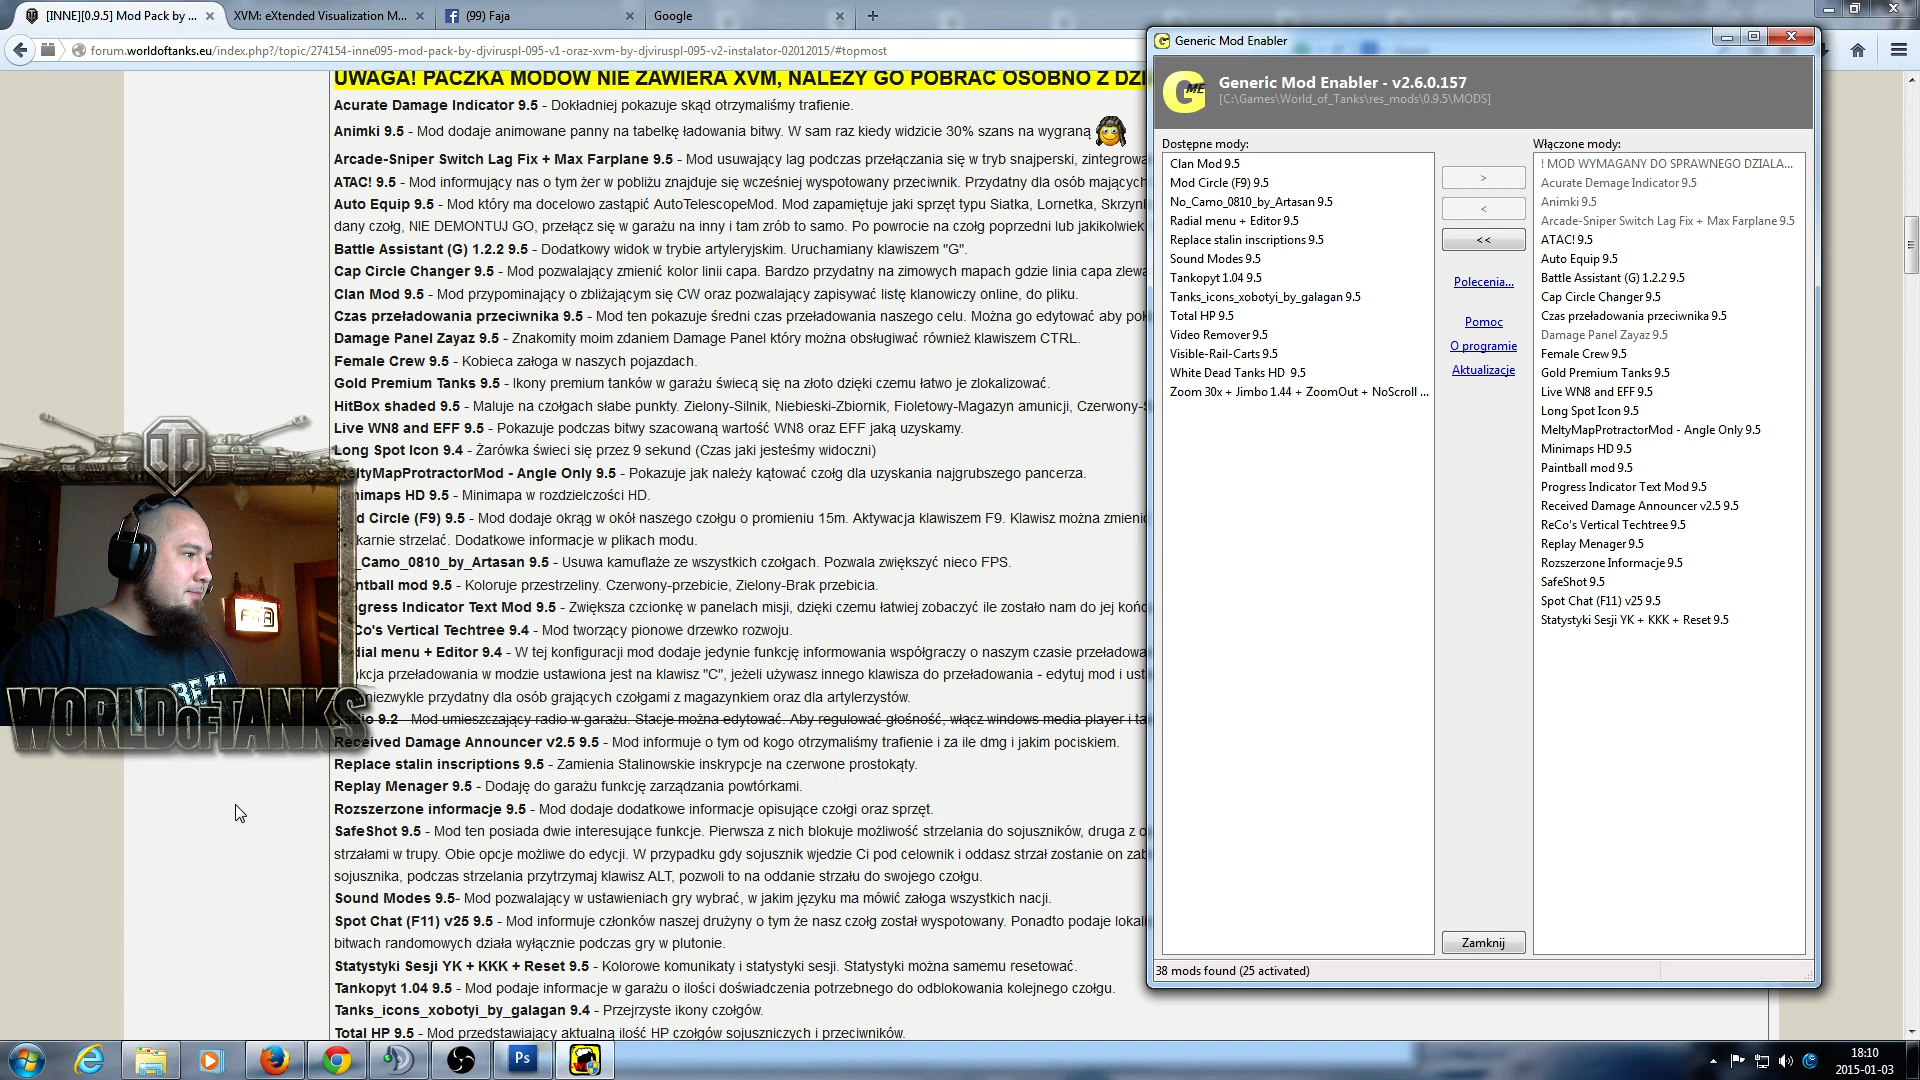 [INNE][0.9.5] Mod Pack by ...
XVM: eXtended Visualization M...
(99) Faja
Google
forum.worldoftanks.eu/index.php?/topic/274154-inne095-mod-pack-by-djviruspl-095-v1-oraz-xvm-by-djviruspl-095-v2-instalator-02012015/#topmost
UWAGA! PACZKA MODÓW NIE ZAWIERA XVM, NALEŻY GO POBRAĆ OSOBNO Z DZI
Acurate Damage Indicator 9.5 - Dokładniej pokazuje skąd otrzymaliśmy trafienie.
Animki 9.5 - Mod dodaje animowane panny na tabelkę ładowania bitwy. W sam raz kiedy widzicie 30% szans na wygraną
Arcade-Sniper Switch Lag Fix + Max Farplane 9.5 - Mod usuwający lag podczas przełączania się w tryb snajperski, zintegrowa
ATAC! 9.5 - Mod informujący nas o tym żer w pobliżu znajduje się wcześniej wyspotowany przeciwnik. Przydatny dla osób mających
Auto Equip 9.5 - Mod który ma docelowo zastąpić AutoTelescopeMod. Mod zapamiętuje jaki sprzęt typu Siatka, Lornetka, Skrzynk
dany czołg, NIE DEMONTUJ GO, przełącz się w garażu na inny i tam zrób to samo. Po powrocie na czołg poprzedni lub jakikolwiek
Battle Assistant (G) 1.2.2 9.5 - Dodatkowy widok w trybie artyleryjskim. Uruchamiany klawiszem "G".
Cap Circle Changer 9.5 - Mod pozwalający zmienić kolor linii capa. Bardzo przydatny na zimowych mapach gdzie linia capa zlewa
Clan Mod 9.5 - Mod przypominający o zbliżającym się CW oraz pozwalający zapisywać listę klanowiczy online, do pliku.
Czas przeładowania przeciwnika 9.5 - Mod ten pokazuje średni czas przeładowania naszego celu. Można go edytować aby pok
Damage Panel Zayaz 9.5 - Znakomity moim zdaniem Damage Panel który można obsługiwać również klawiszem CTRL.
Female Crew 9.5 - Kobieca załoga w naszych pojazdach.
Gold Premium Tanks 9.5 - Ikony premium tanków w garażu świecą się na złoto dzięki czemu łatwo je zlokalizować.
HitBox shaded 9.5 - Maluje na czołgach słabe punkty. Zielony-Silnik, Niebieski-Zbiornik, Fioletowy-Magazyn amunicji, Czerwony-S
Live WN8 and EFF 9.5 - Pokazuje podczas bitwy szacowaną wartość WN8 oraz EFF jaką uzyskamy.
Long Spot Icon 9.4 - Żarówka świeci się przez 9 sekund (Czas jaki jesteśmy widoczni)
MeltyMapProtractorMod - Angle Only 9.5 - Pokazuje jak należy kątować czołg dla uzyskania najgrubszego pancerza.
nimaps HD 9.5 - Minimapa w rozdzielczości HD.
d Circle (F9) 9.5 - Mod dodaje okrąg w okół naszego czołgu o promieniu 15m. Aktywacja klawiszem F9. Klawisz można zmienić
karnie strzelać. Dodatkowe informacje w plikach modu.
_Camo_0810_by_Artasan 9.5 - Usuwa kamuflaże ze wszystkich czołgach. Pozwala zwiększyć nieco FPS.
intball mod 9.5 - Koloruje przestrzeliny. Czerwony-przebicie, Zielony-Brak przebicia.
gress Indicator Text Mod 9.5 - Zwiększa czcionkę w panelach misji, dzięki czemu łatwiej zobaczyć ile zostało nam do jej końc
Co's Vertical Techtree 9.4 - Mod tworzący pionowe drzewko rozwoju.
dial menu + Editor 9.4 - W tej konfiguracji mod dodaje jedynie funkcję informowania współgraczy o naszym czasie przeładowa
nkcja przeładowania w modzie ustawiona jest na klawisz "C", jeżeli używasz innego klawisza do przeładowania - edytuj mod i ust
niezwykle przydatny dla osób grających czołgami z magazynkiem oraz dla artylerzystów.
adio 9.2 - Mod umieszczający radio w garażu. Stacje można edytować. Aby regulować głośność, włącz windows media player i ta
Received Damage Announcer v2.5 9.5 - Mod informuje o tym od kogo otrzymaliśmy trafienie i za ile dmg i jakim pociskiem.
Replace stalin inscriptions 9.5 - Zamienia Stalinowskie inskrypcje na czerwone prostokąty.
Replay Menager 9.5 - Dodaję do garażu funkcję zarządzania powtórkami.
Rozszerzone informacje 9.5 - Mod dodaje dodatkowe informacje opisujące czołgi oraz sprzęt.
SafeShot 9.5 - Mod ten posiada dwie interesujące funkcje. Pierwsza z nich blokuje możliwość strzelania do sojuszników, druga z o
strzałami w trupy. Obie opcje możliwe do edycji. W przypadku gdy sojusznik wjedzie Ci pod celownik i oddasz strzał zostanie on zab
sojusznika, podczas strzelania przytrzymaj klawisz ALT, pozwoli to na oddanie strzału do swojego czołgu.
Sound Modes 9.5- Mod pozwalający w ustawieniach gry wybrać, w jakim języku ma mówić załoga wszystkich nacji.
Spot Chat (F11) v25 9.5 - Mod informuje członków naszej drużyny o tym że nasz czołg został wyspotowany. Ponadto podaje lokali
bitwach randomowych działa wyłącznie podczas gry w plutonie.
Statystyki Sesji YK + KKK + Reset 9.5 - Kolorowe komunikaty i statystyki sesji. Statystyki można samemu resetować.
Tankopyt 1.04 9.5 - Mod podaje informacje w garażu o ilości doświadczenia potrzebnego do odblokowania kolejnego czołgu.
Tanks_icons_xobotyi_by_galagan 9.4 - Przejrzyste ikony czołgów.
Total HP 9.5 - Mod przedstawiający aktualną ilość HP czołgów sojuszniczych i przeciwników.
WORLD OF TANKS
Generic Mod Enabler
Generic Mod Enabler - v2.6.0.157
[C:\Games\World_of_Tanks\res_mods\0.9.5\MODS]
Dostępne mody:
Clan Mod 9.5
Mod Circle (F9) 9.5
No_Camo_0810_by_Artasan 9.5
Radial menu + Editor 9.5
Replace stalin inscriptions 9.5
Sound Modes 9.5
Tankopyt 1.04 9.5
Tanks_icons_xobotyi_by_galagan 9.5
Total HP 9.5
Video Remover 9.5
Visible-Rail-Carts 9.5
White Dead Tanks HD 9.5
Zoom 30x + Jimbo 1.44 + ZoomOut + NoScroll ...
>
<
<<
Polecenia...
Pomoc
O programie
Aktualizacje
Zamknij
Włączone mody:
! MOD WYMAGANY DO SPRAWNEGO DZIALA...
Acurate Damage Indicator 9.5
Animki 9.5
Arcade-Sniper Switch Lag Fix + Max Farplane 9.5
ATAC! 9.5
Auto Equip 9.5
Battle Assistant (G) 1.2.2 9.5
Cap Circle Changer 9.5
Czas przeładowania przeciwnika 9.5
Damage Panel Zayaz 9.5
Female Crew 9.5
Gold Premium Tanks 9.5
Live WN8 and EFF 9.5
Long Spot Icon 9.5
MeltyMapProtractorMod - Angle Only 9.5
Minimaps HD 9.5
Paintball mod 9.5
Progress Indicator Text Mod 9.5
Received Damage Announcer v2.5 9.5
ReCo's Vertical Techtree 9.5
Replay Menager 9.5
Rozszerzone Informacje 9.5
SafeShot 9.5
Spot Chat (F11) v25 9.5
Statystyki Sesji YK + KKK + Reset 9.5
38 mods found (25 activated)
Ps
18:10
2015-01-03